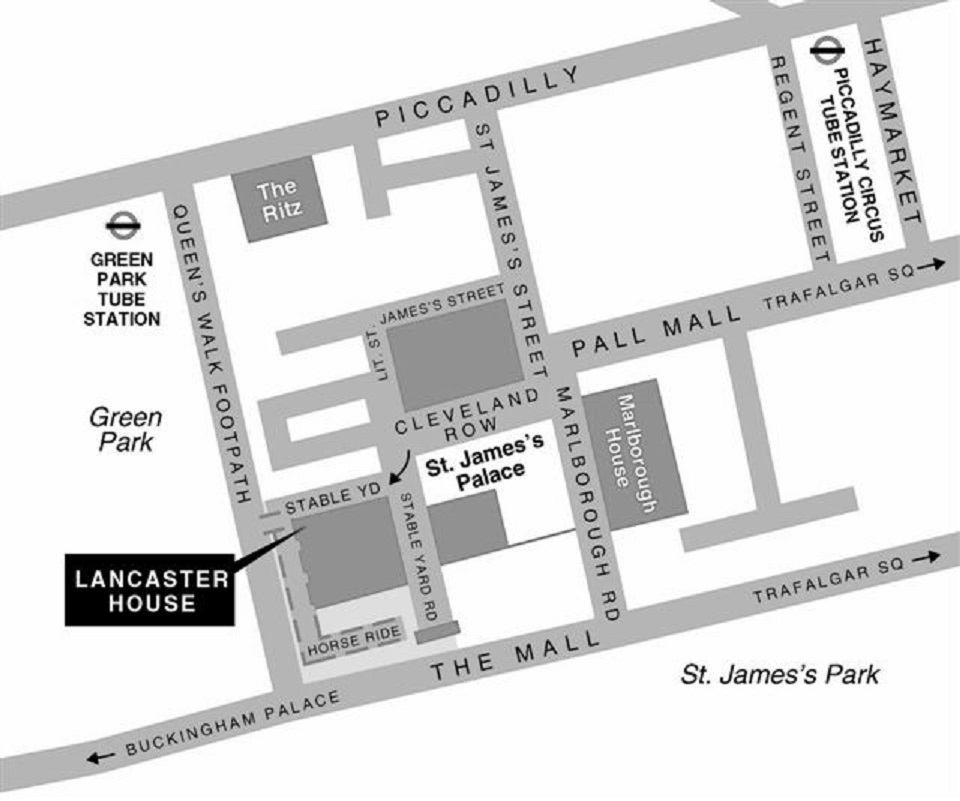 PICCADILLY
REGENT STREET
PICCADILLY CIRCUS
TUBE STATION
HAYMARKET
The
Ritz
ST JAMES'S STREET
QUEEN'S WALK FOOTPATH
GREEN
PARK
TUBE
STATION
JAMES'S STREET
LIT. ST.
PALL MALL
TRAFALGAR SQ
Green
Park
CLEVELAND
ROW
MARLBOROUGH RD
Marlborough
House
St. James's
Palace
STABLE YD
STABLE YARD RD
LANCASTER
HOUSE
HORSE RIDE
THE MALL
TRAFALGAR SQ
St. James's Park
BUCKINGHAM PALACE